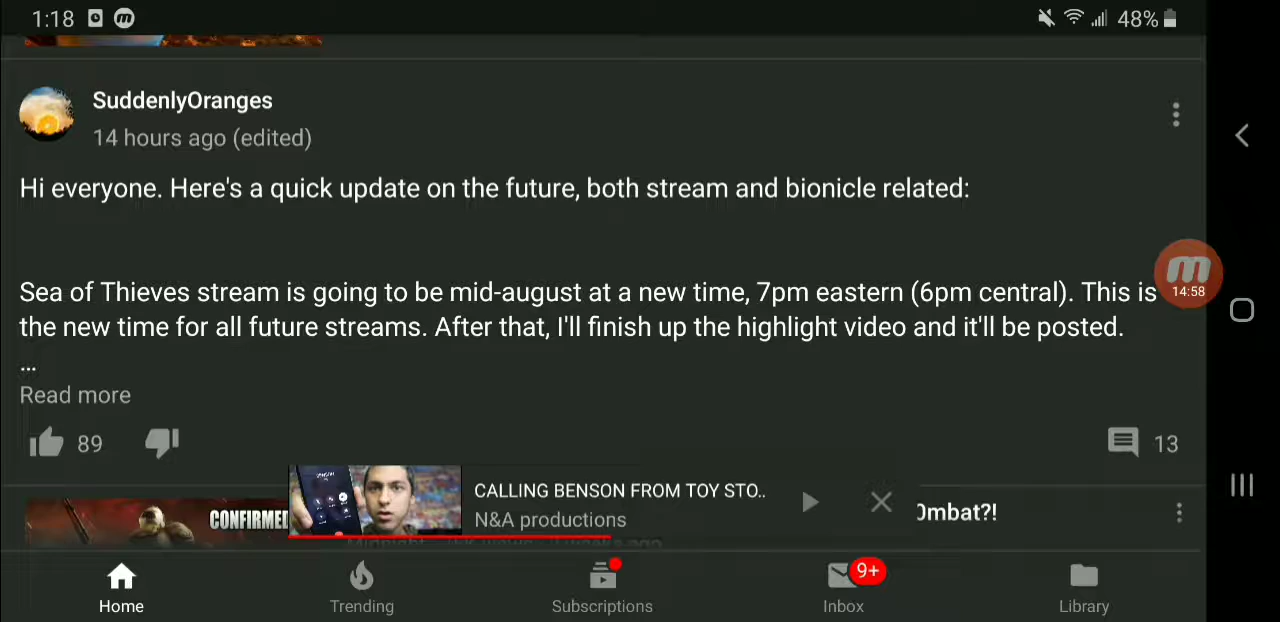 1:18
48%
SuddenlyOranges
14 hours ago (edited)
Hi everyone. Here's a quick update on the future, both stream and bionicle related:
Sea of Thieves stream is going to be mid-august at a new time, 7pm eastern (6pm central). This is
the new time for all future streams. After that, I'll finish up the highlight video and it'll be posted.
...
Read more
14:58
89
13
CONFIRMED
CALLING BENSON FROM TOY STO..
N&A productions
Ombat?!
Home
Trending
Subscriptions
9+
Inbox
Library